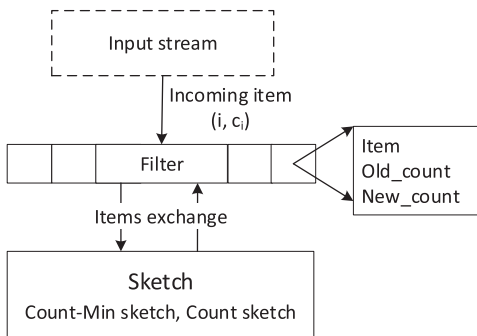 Input stream
Incoming item
(i, cᵢ)
Filter
Item
Old_count
New_count
Items exchange
Sketch
Count-Min sketch, Count sketch